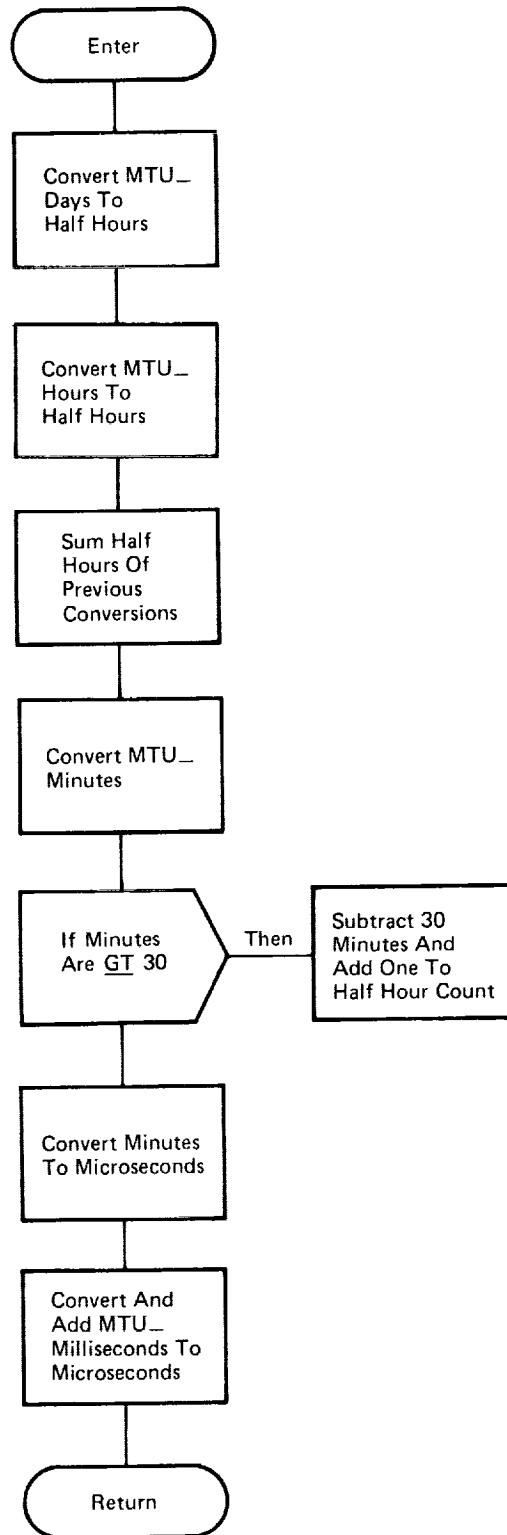 Enter
Convert MTU_
Days To
Half Hours
Convert MTU_
Hours To
Half Hours
Sum Half
Hours Of
Previous
Conversions
Convert MTU_
Minutes
If Minutes
Are GT 30
Then
Subtract 30
Minutes And
Add One To
Half Hour Count
Convert Minutes
To Microseconds
Convert And
Add MTU_
Milliseconds To
Microseconds
Return